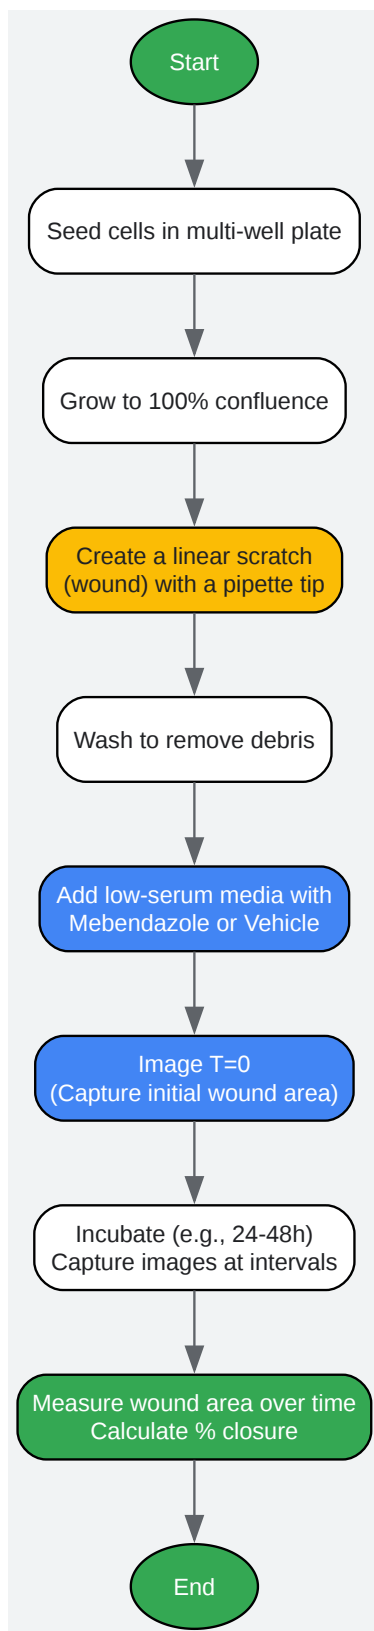 Start
Seed cells in multi-well plate
Grow to 100% confluence
Create a linear scratch
(wound) with a pipette tip
Wash to remove debris
Add low-serum media with
Mebendazole or Vehicle
Image T=0
(Capture initial wound area)
Incubate (e.g., 24-48h)
Capture images at intervals
Measure wound area over time
Calculate % closure
End